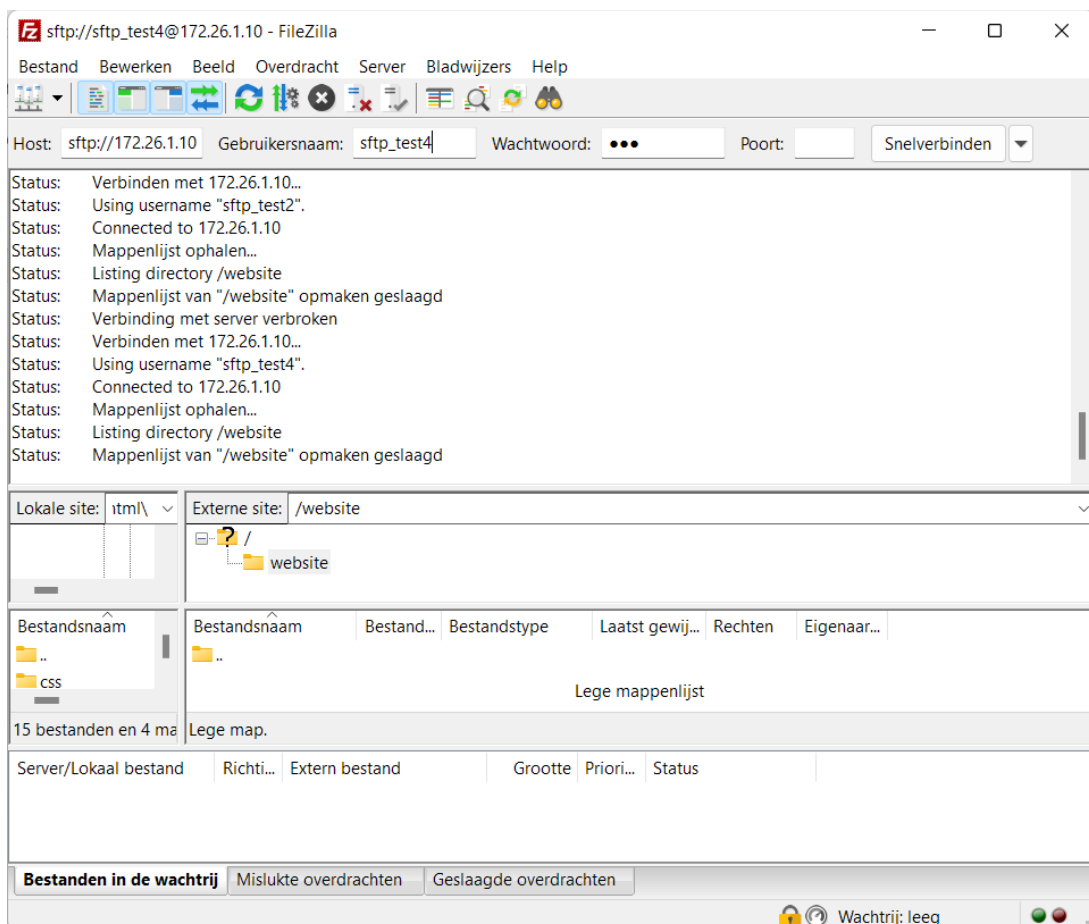 sftp://sftp_test4@172.26.1.10 - FileZilla
Bestand Bewerken Beeld Overdracht Server Bladwijzers Help
Host: sftp://172.26.1.10 Gebruikersnaam: sftp_test4 Wachtwoord: ●●● Poort: Snelverbinden
Status: Verbinden met 172.26.1.10...
Status: Using username "sftp_test2".
Status: Connected to 172.26.1.10
Status: Mappenlijst ophalen...
Status: Listing directory /website
Status: Mappenlijst van "/website" opmaken geslaagd
Status: Verbinding met server verbroken
Status: Verbinden met 172.26.1.10...
Status: Using username "sftp_test4".
Status: Connected to 172.26.1.10
Status: Mappenlijst ophalen...
Status: Listing directory /website
Status: Mappenlijst van "/website" opmaken geslaagd
Lokale site: html\ Externe site: /website
/
website
Bestandsnaam Bestandsnaam Bestand... Bestandstype Laatst gewij... Rechten Eigenaar...
.. ..
css
Lege mappenlijst
15 bestanden en 4 ma Lege map.
Server/Lokaal bestand Richti... Extern bestand Grootte Priori... Status
Bestanden in de wachtrij Mislukte overdrachten Geslaagde overdrachten
Wachtrij: leeg